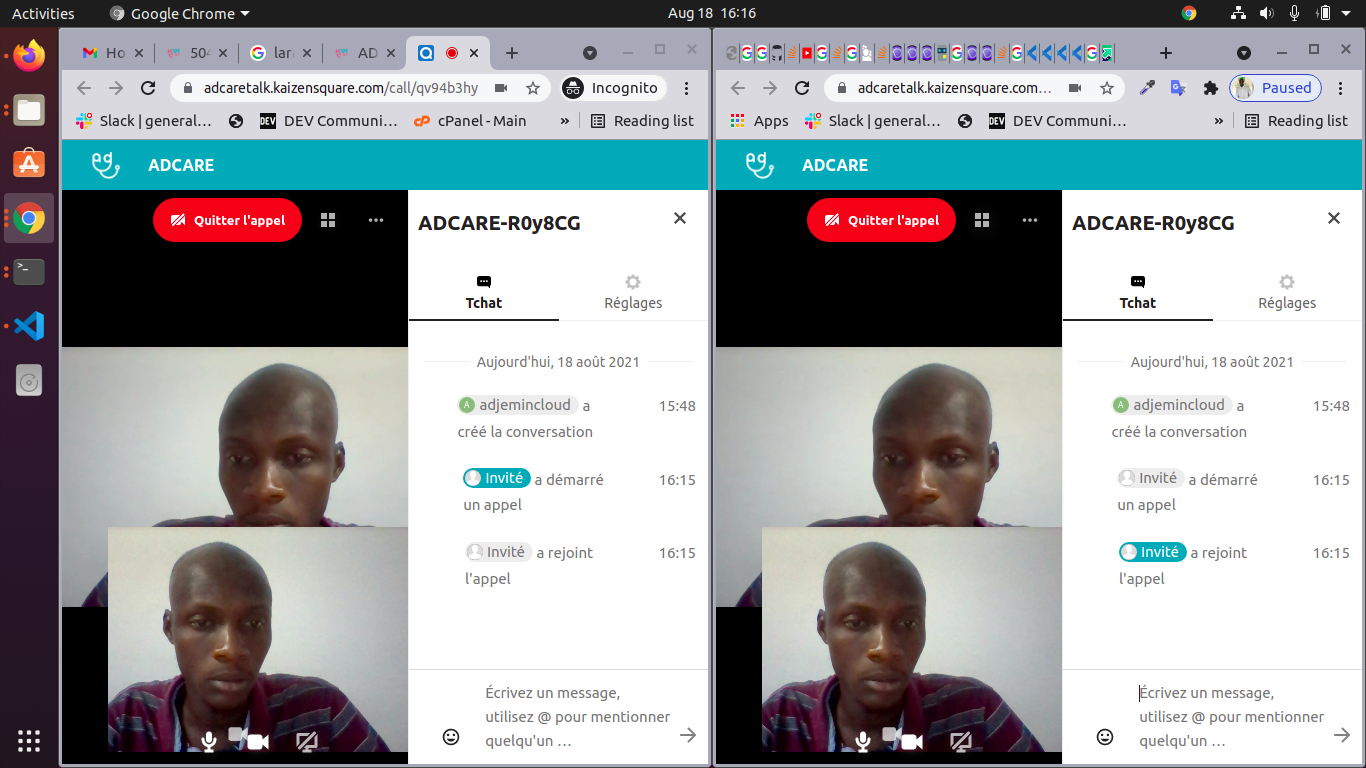 Activities
Google Chrome
Aug 18 16:16
Ho
504
lar
AD
adcaretalk.kaizensquare.com/call/qv94b3hy
Incognito
Slack | general…
DEV
DEV Communi…
cPanel - Main
»
Reading list
ADCARE
Quitter l'appel
ADCARE-R0y8CG
Tchat
Réglages
Aujourd'hui, 18 août 2021
A adjemincloud a
15:48
créé la conversation
Invité a démarré
16:15
un appel
Invité a rejoint
16:15
l'appel
Écrivez un message,
utilisez @ pour mentionner
quelqu'un …
adcaretalk.kaizensquare.com…
Paused
Apps
Slack | general…
DEV
DEV Communi…
»
Reading list
ADCARE
Quitter l'appel
ADCARE-R0y8CG
Tchat
Réglages
Aujourd'hui, 18 août 2021
A adjemincloud a
15:48
créé la conversation
Invité a démarré
16:15
un appel
Invité a rejoint
16:15
l'appel
Écrivez un message,
utilisez @ pour mentionner
quelqu'un …